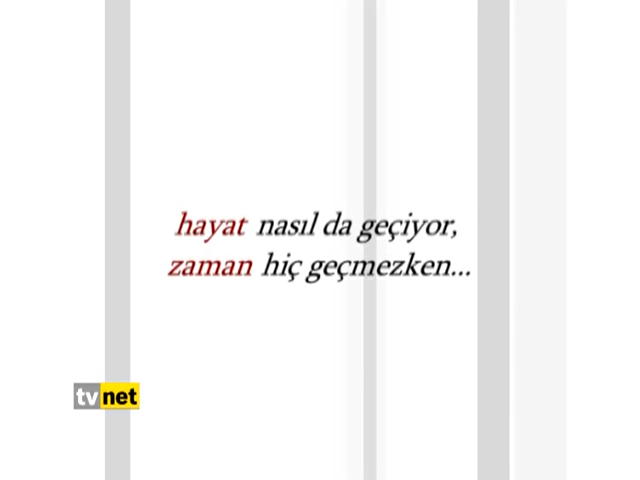 hayat nasıl da geçiyor,
zaman hiç geçmezken...
tvnet